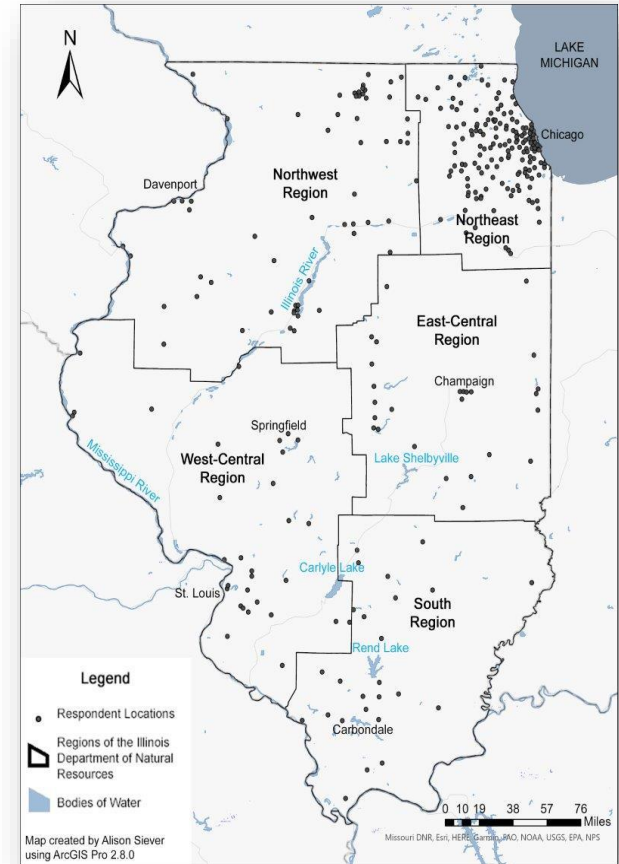 N
LAKE
MICHIGAN
Chicago
Northwest
Region
Davenport
Northeast
Region
Illinois River
East-Central
Region
Champaign
Springfield
West-Central
Region
Lake Shelbyville
Mississippi River
Carlyle Lake
St. Louis
South
Region
Rend Lake
Carbondale
Legend
Respondent Locations
Regions of the Illinois
Department of Natural
Resources
Bodies of Water
Map created by Alison Siever
using ArcGIS Pro 2.8.0
0 10 19 38 57 76
Miles
Missouri DNR, Esri, HERE, Garmin, FAO, NOAA, USGS, EPA, NPS